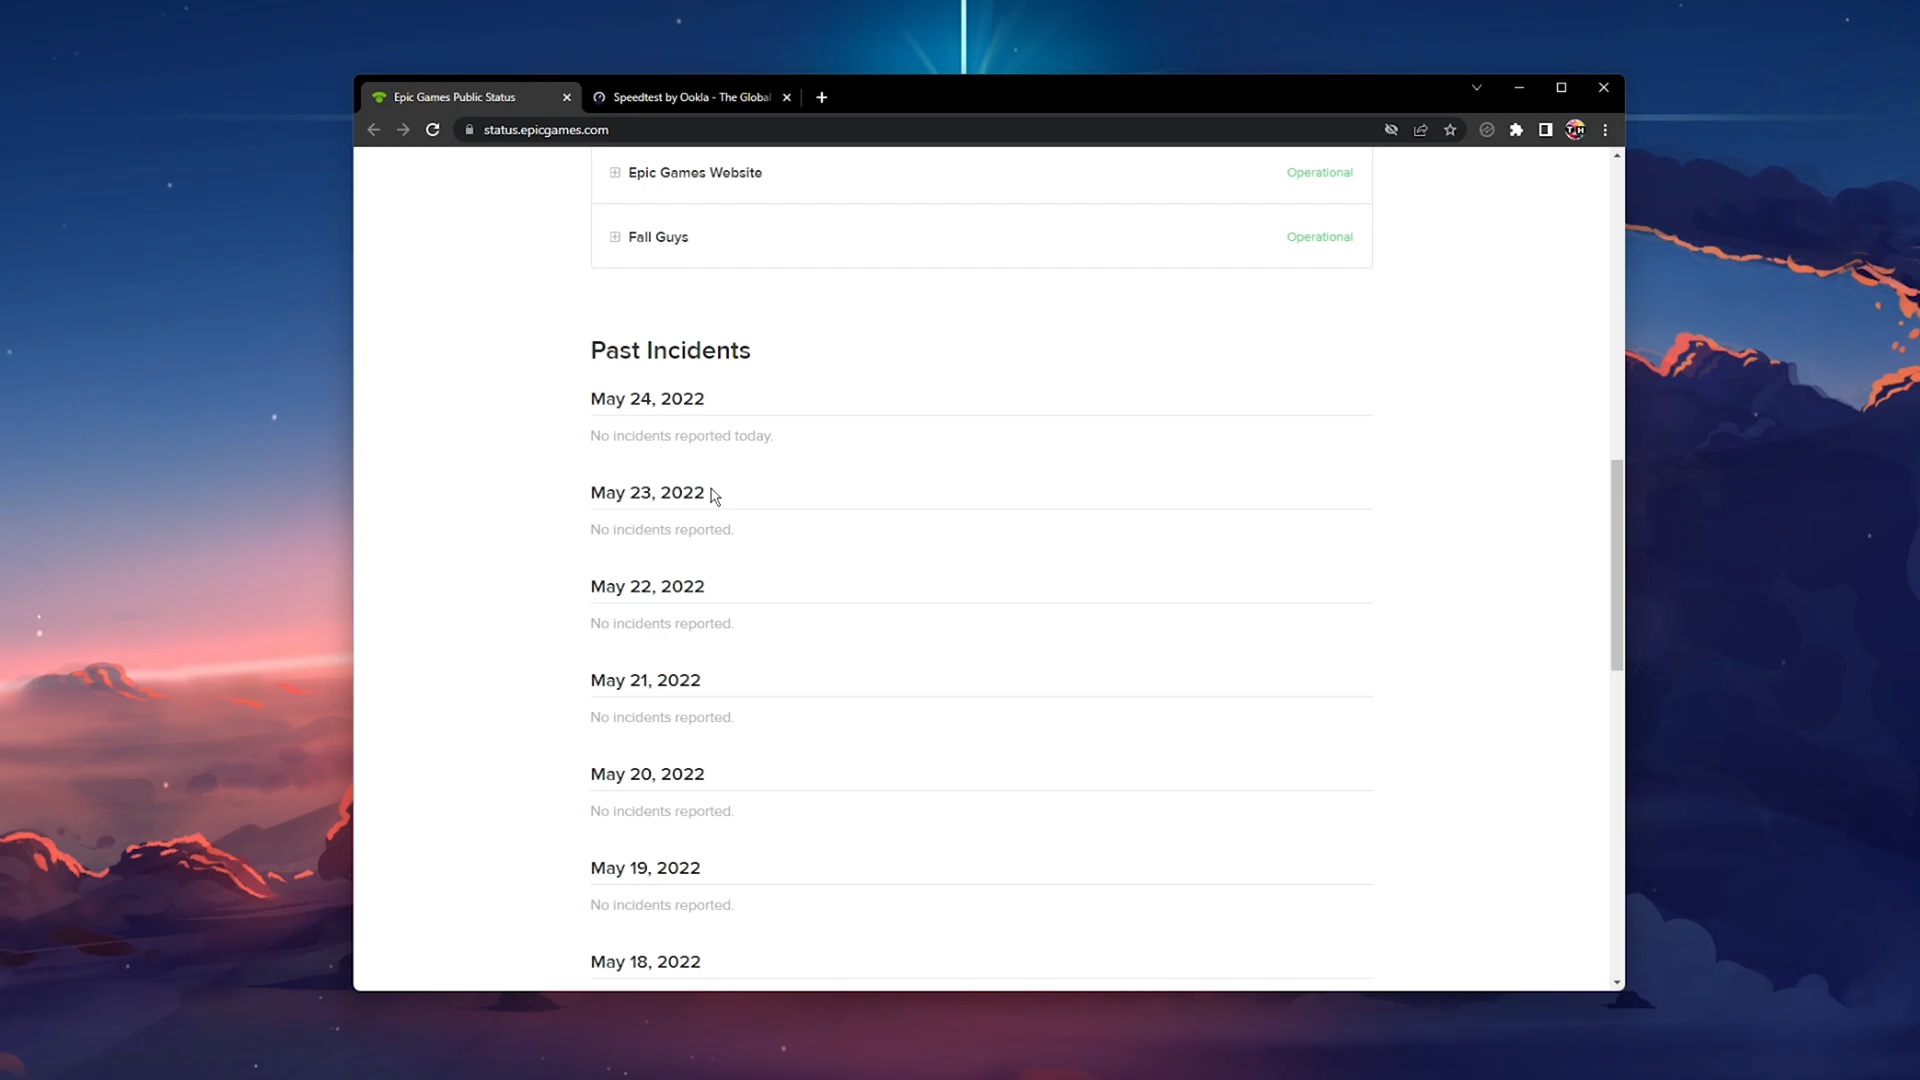 Epic Games Public Status
Speedtest by Ookla - The Global
status.epicgames.com
Epic Games Website Operational
Fall Guys Operational
Past Incidents
May 24, 2022
No incidents reported today.
May 23, 2022
No incidents reported.
May 22, 2022
No incidents reported.
May 21, 2022
No incidents reported.
May 20, 2022
No incidents reported.
May 19, 2022
No incidents reported.
May 18, 2022